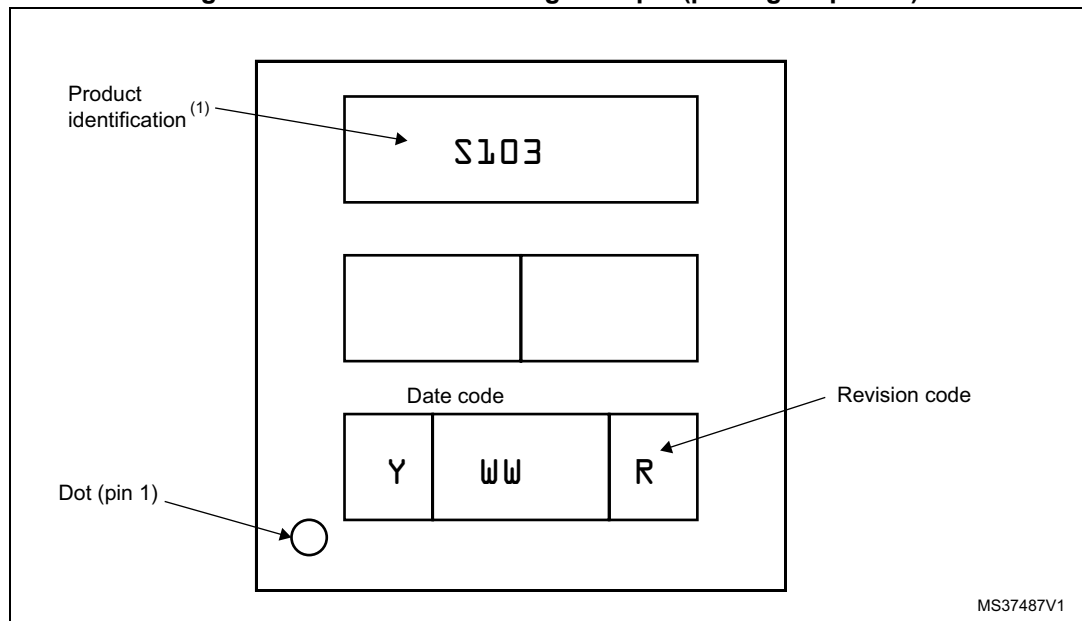 Product
identification (1)
S103
Date code
Revision code
Y WW R
Dot (pin 1)
MS37487V1